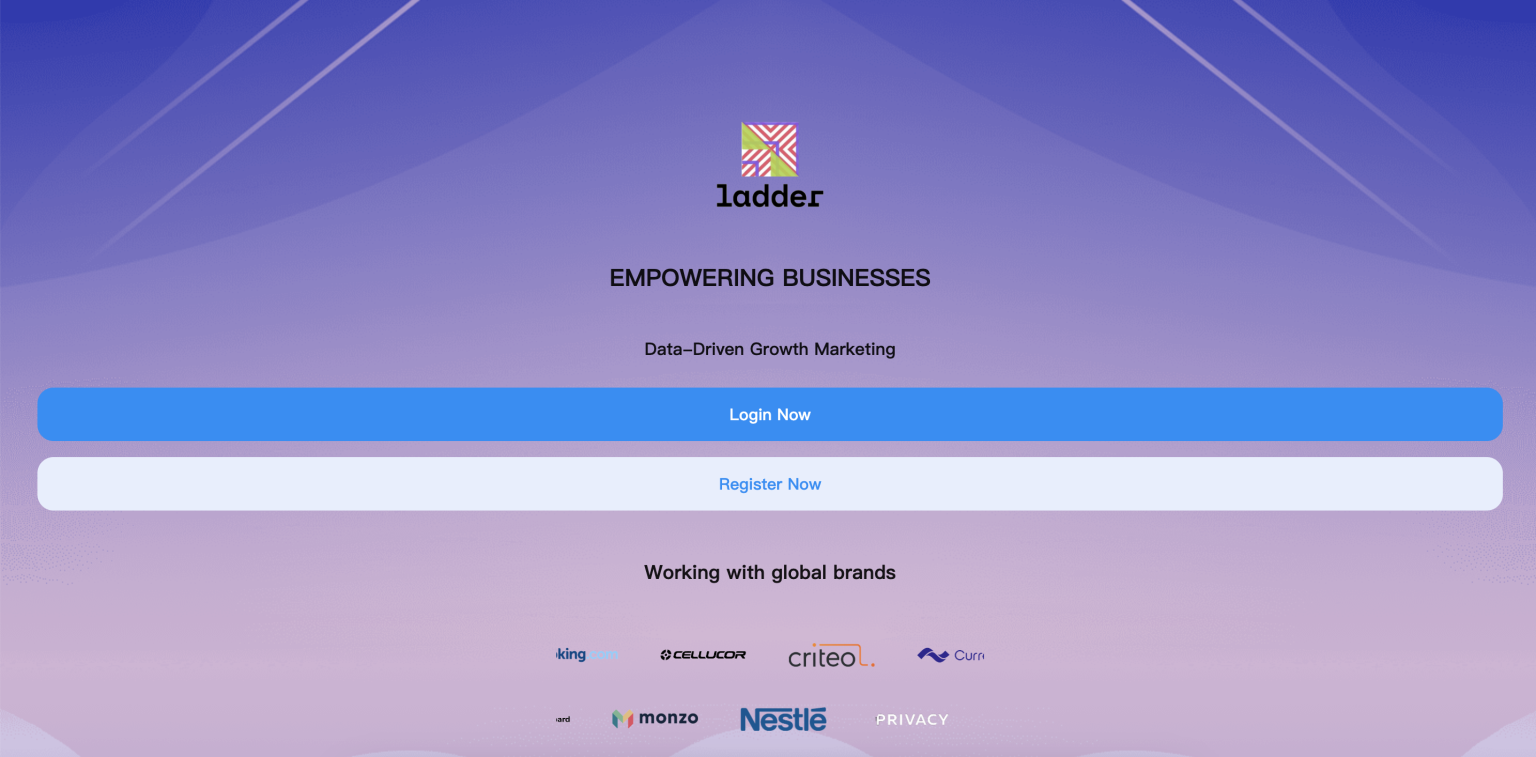 ladder
EMPOWERING BUSINESSES
Data-Driven Growth Marketing
Login Now
Register Now
Working with global brands
king.com
CELLUCOR
criteo
Curr
ard
monzo
Nestlé
PRIVACY